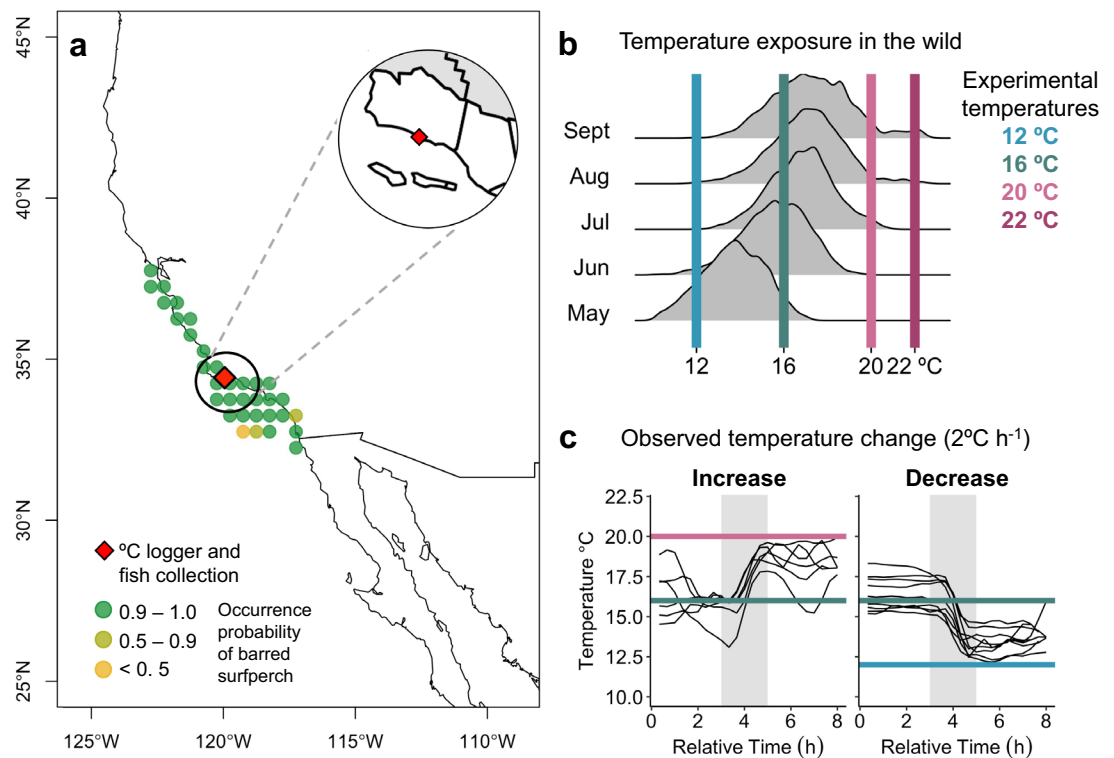 a
45°N
40°N
35°N
30°N
25°N
125°W
120°W
115°W
110°W
ºC logger and
fish collection
0.9 – 1.0
0.5 – 0.9
< 0. 5
Occurrence
probability
of barred
surfperch
b
Temperature exposure in the wild
Sept
Aug
Jul
Jun
May
12
16
20
22 ºC
Experimental
temperatures
12 ºC
16 ºC
20 ºC
22 ºC
c
Observed temperature change (2ºC h-1)
Increase
Decrease
Temperature °C
22.5
20.0
17.5
15.0
12.5
10.0
0 2 4 6 8
0 2 4 6 8
Relative Time (h)
Relative Time (h)